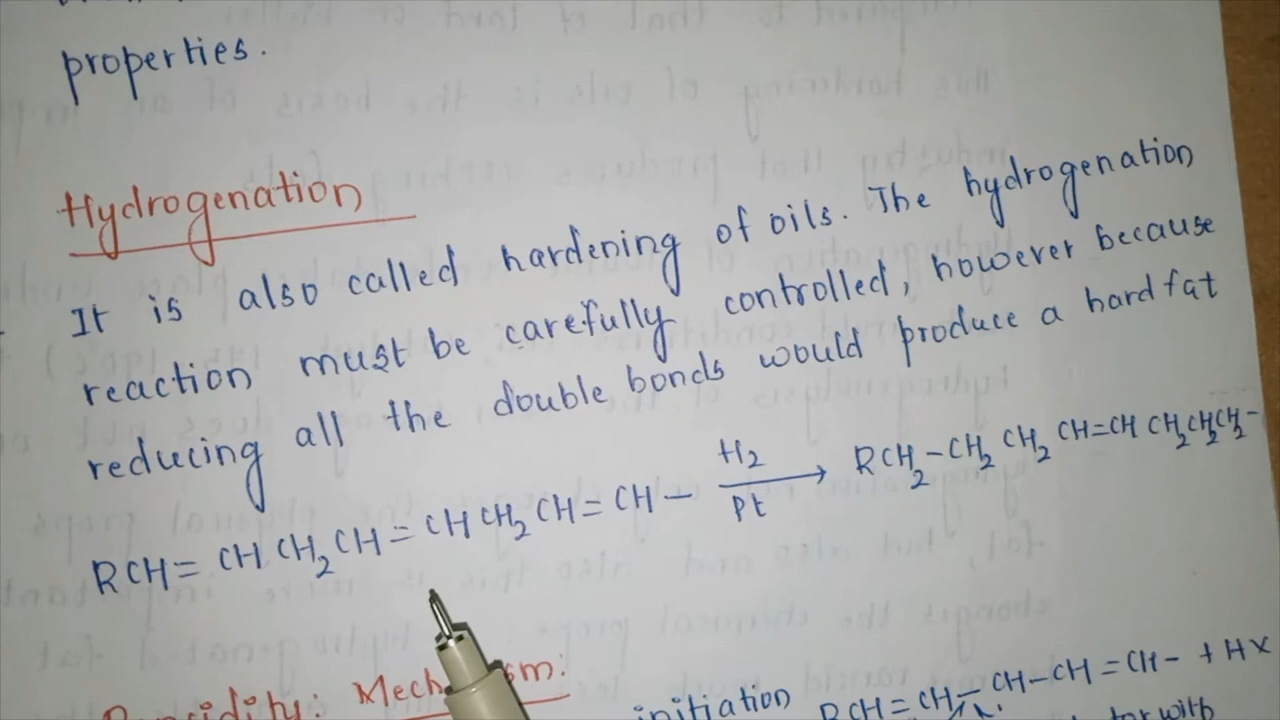 properties.
Hydrogenation
It is also called hardening of oils. The hydrogenation
reaction must be carefully controlled, however because
reducing all the double bonds would produce a hard fat
RCH=CH CH2 CH=CH CH2 CH=CH- H2 Pt → RCH2-CH2 CH2 CH=CH CH2CH2CH2-
Mechanism:
initiation RCH=CH-CH-CH=CH- + HX